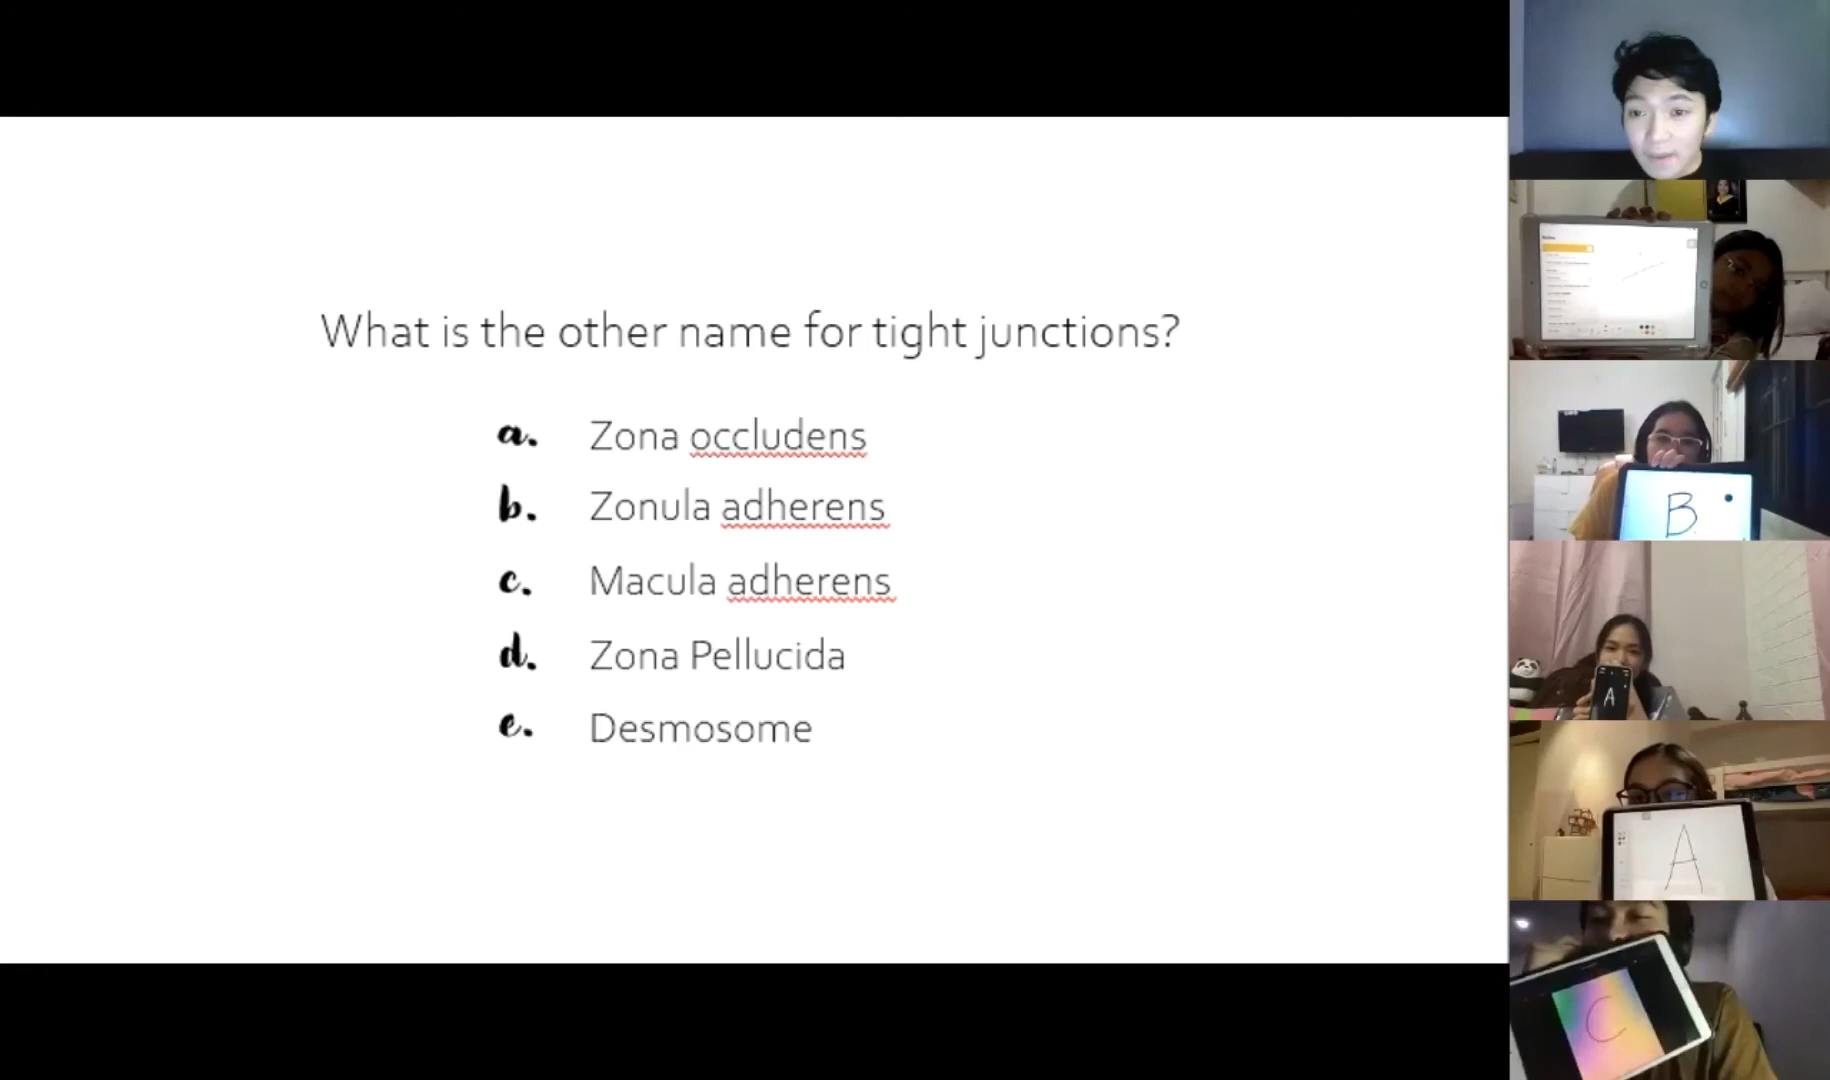 What is the other name for tight junctions?
a. Zona occludens
b. Zonula adherens
c. Macula adherens
d. Zona Pellucida
e. Desmosome
B
A
A
C